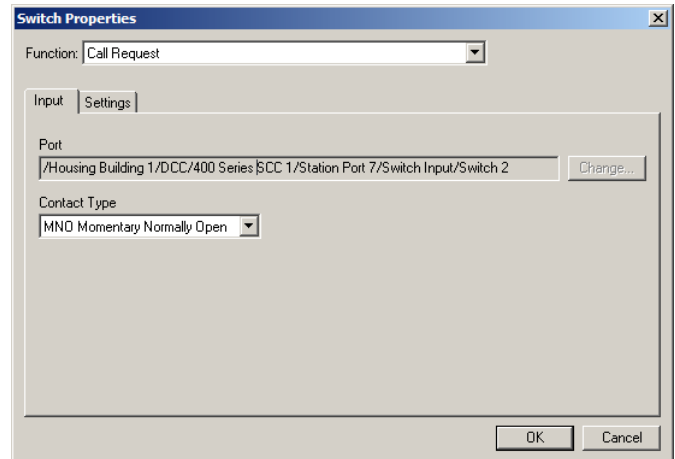 Switch Properties
Function: Call Request
Input Settings
Port
/Housing Building 1/DCC/400 Series SCC 1/Station Port 7/Switch Input/Switch 2 Change...
Contact Type
MNO Momentary Normally Open
OK Cancel